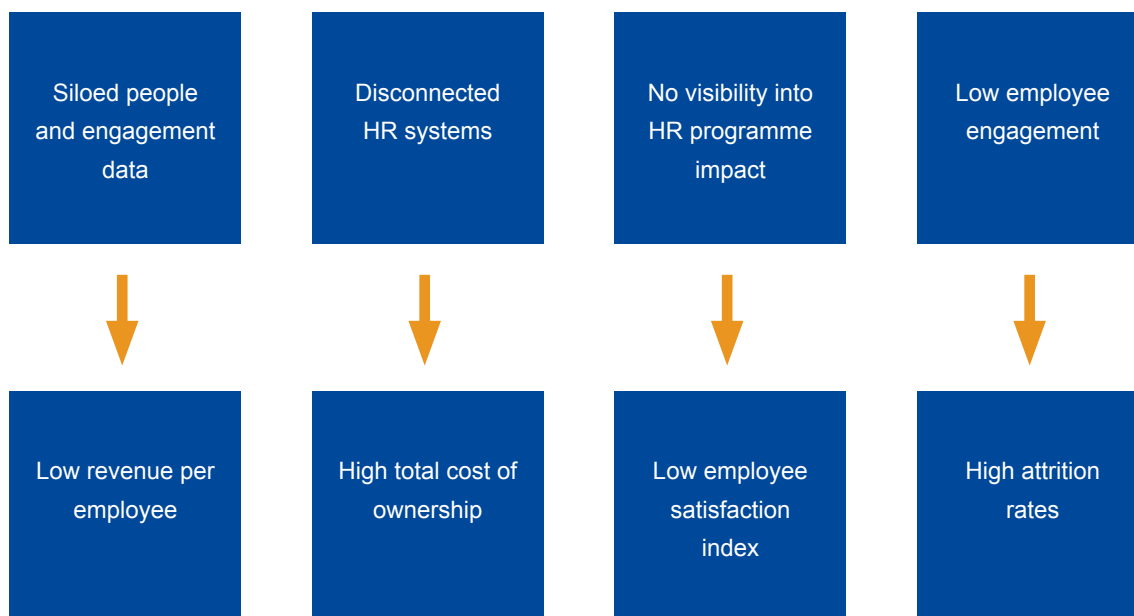 Siloed people
and engagement
data
Disconnected
HR systems
No visibility into
HR programme
impact
Low employee
engagement
Low revenue per
employee
High total cost of
ownership
Low employee
satisfaction
index
High attrition
rates